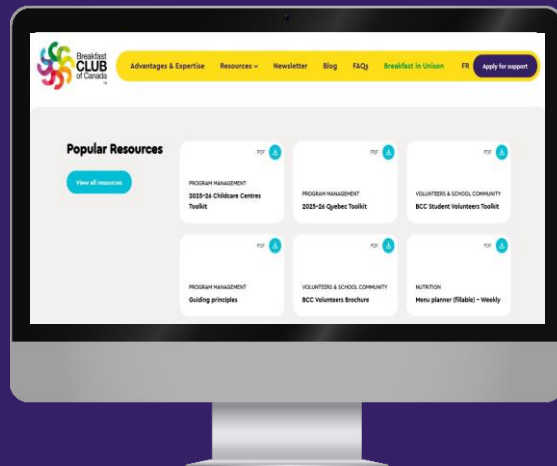 Breakfast
CLUB
of Canada
Advantages & Expertise Resources Newsletter Blog FAQs Breakfast in Unison FR Apply for support
Popular Resources
View all resources
PDF
PROGRAM MANAGEMENT
2025-26 Childcare Centres
Toolkit
PDF
PROGRAM MANAGEMENT
2025-26 Quebec Toolkit
PDF
VOLUNTEERS & SCHOOL COMMUNITY
BCC Student Volunteers Toolkit
PDF
PROGRAM MANAGEMENT
Guiding principles
PDF
VOLUNTEERS & SCHOOL COMMUNITY
BCC Volunteers Brochure
PDF
NUTRITION
Menu planner (fillable) – Weekly